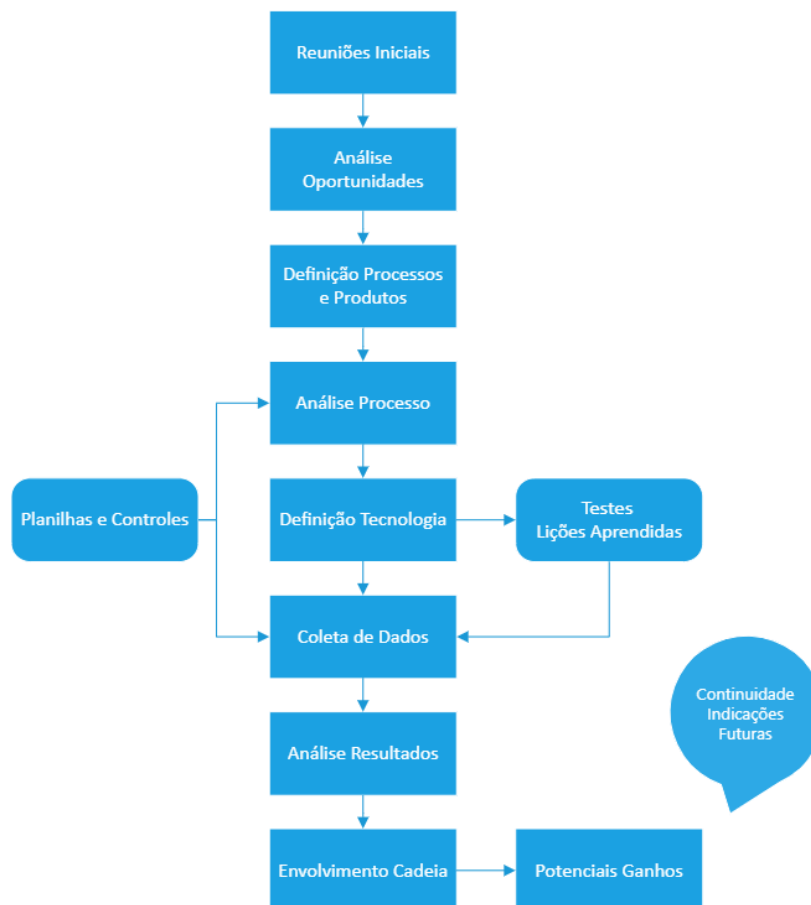 Reuniões Iniciais
Análise
Oportunidades
Definição Processos
e Produtos
Análise Processo
Planilhas e Controles
Definição Tecnologia
Testes
Lições Aprendidas
Coleta de Dados
Continuidade
Indicações
Futuras
Análise Resultados
Envolvimento Cadeia
Potenciais Ganhos